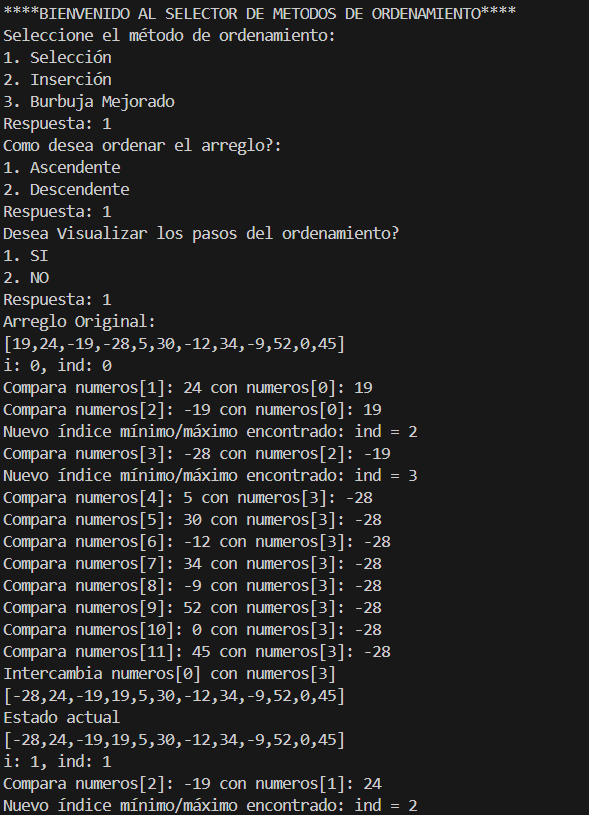 ****BIENVENIDO AL SELECTOR DE METODOS DE ORDENAMIENTO****
Seleccione el método de ordenamiento:
1. Selección
2. Inserción
3. Burbuja Mejorado
Respuesta: 1
Como desea ordenar el arreglo?:
1. Ascendente
2. Descendente
Respuesta: 1
Desea Visualizar los pasos del ordenamiento?
1. SI
2. NO
Respuesta: 1
Arreglo Original:
[19,24,-19,-28,5,30,-12,34,-9,52,0,45]
i: 0, ind: 0
Compara numeros[1]: 24 con numeros[0]: 19
Compara numeros[2]: -19 con numeros[0]: 19
Nuevo índice mínimo/máximo encontrado: ind = 2
Compara numeros[3]: -28 con numeros[2]: -19
Nuevo índice mínimo/máximo encontrado: ind = 3
Compara numeros[4]: 5 con numeros[3]: -28
Compara numeros[5]: 30 con numeros[3]: -28
Compara numeros[6]: -12 con numeros[3]: -28
Compara numeros[7]: 34 con numeros[3]: -28
Compara numeros[8]: -9 con numeros[3]: -28
Compara numeros[9]: 52 con numeros[3]: -28
Compara numeros[10]: 0 con numeros[3]: -28
Compara numeros[11]: 45 con numeros[3]: -28
Intercambia numeros[0] con numeros[3]
[-28,24,-19,19,5,30,-12,34,-9,52,0,45]
Estado actual
[-28,24,-19,19,5,30,-12,34,-9,52,0,45]
i: 1, ind: 1
Compara numeros[2]: -19 con numeros[1]: 24
Nuevo índice mínimo/máximo encontrado: ind = 2